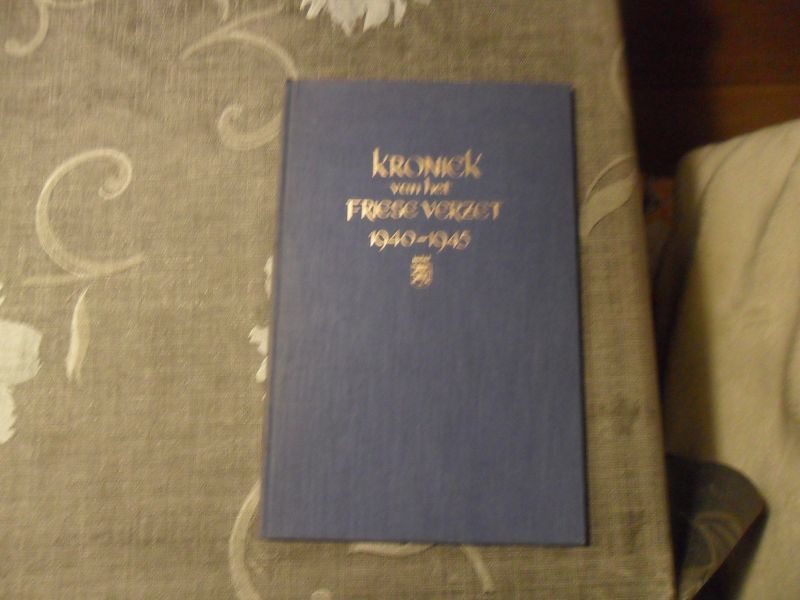 KRONIEK
van het
FRIESE VERZET
1940-1945